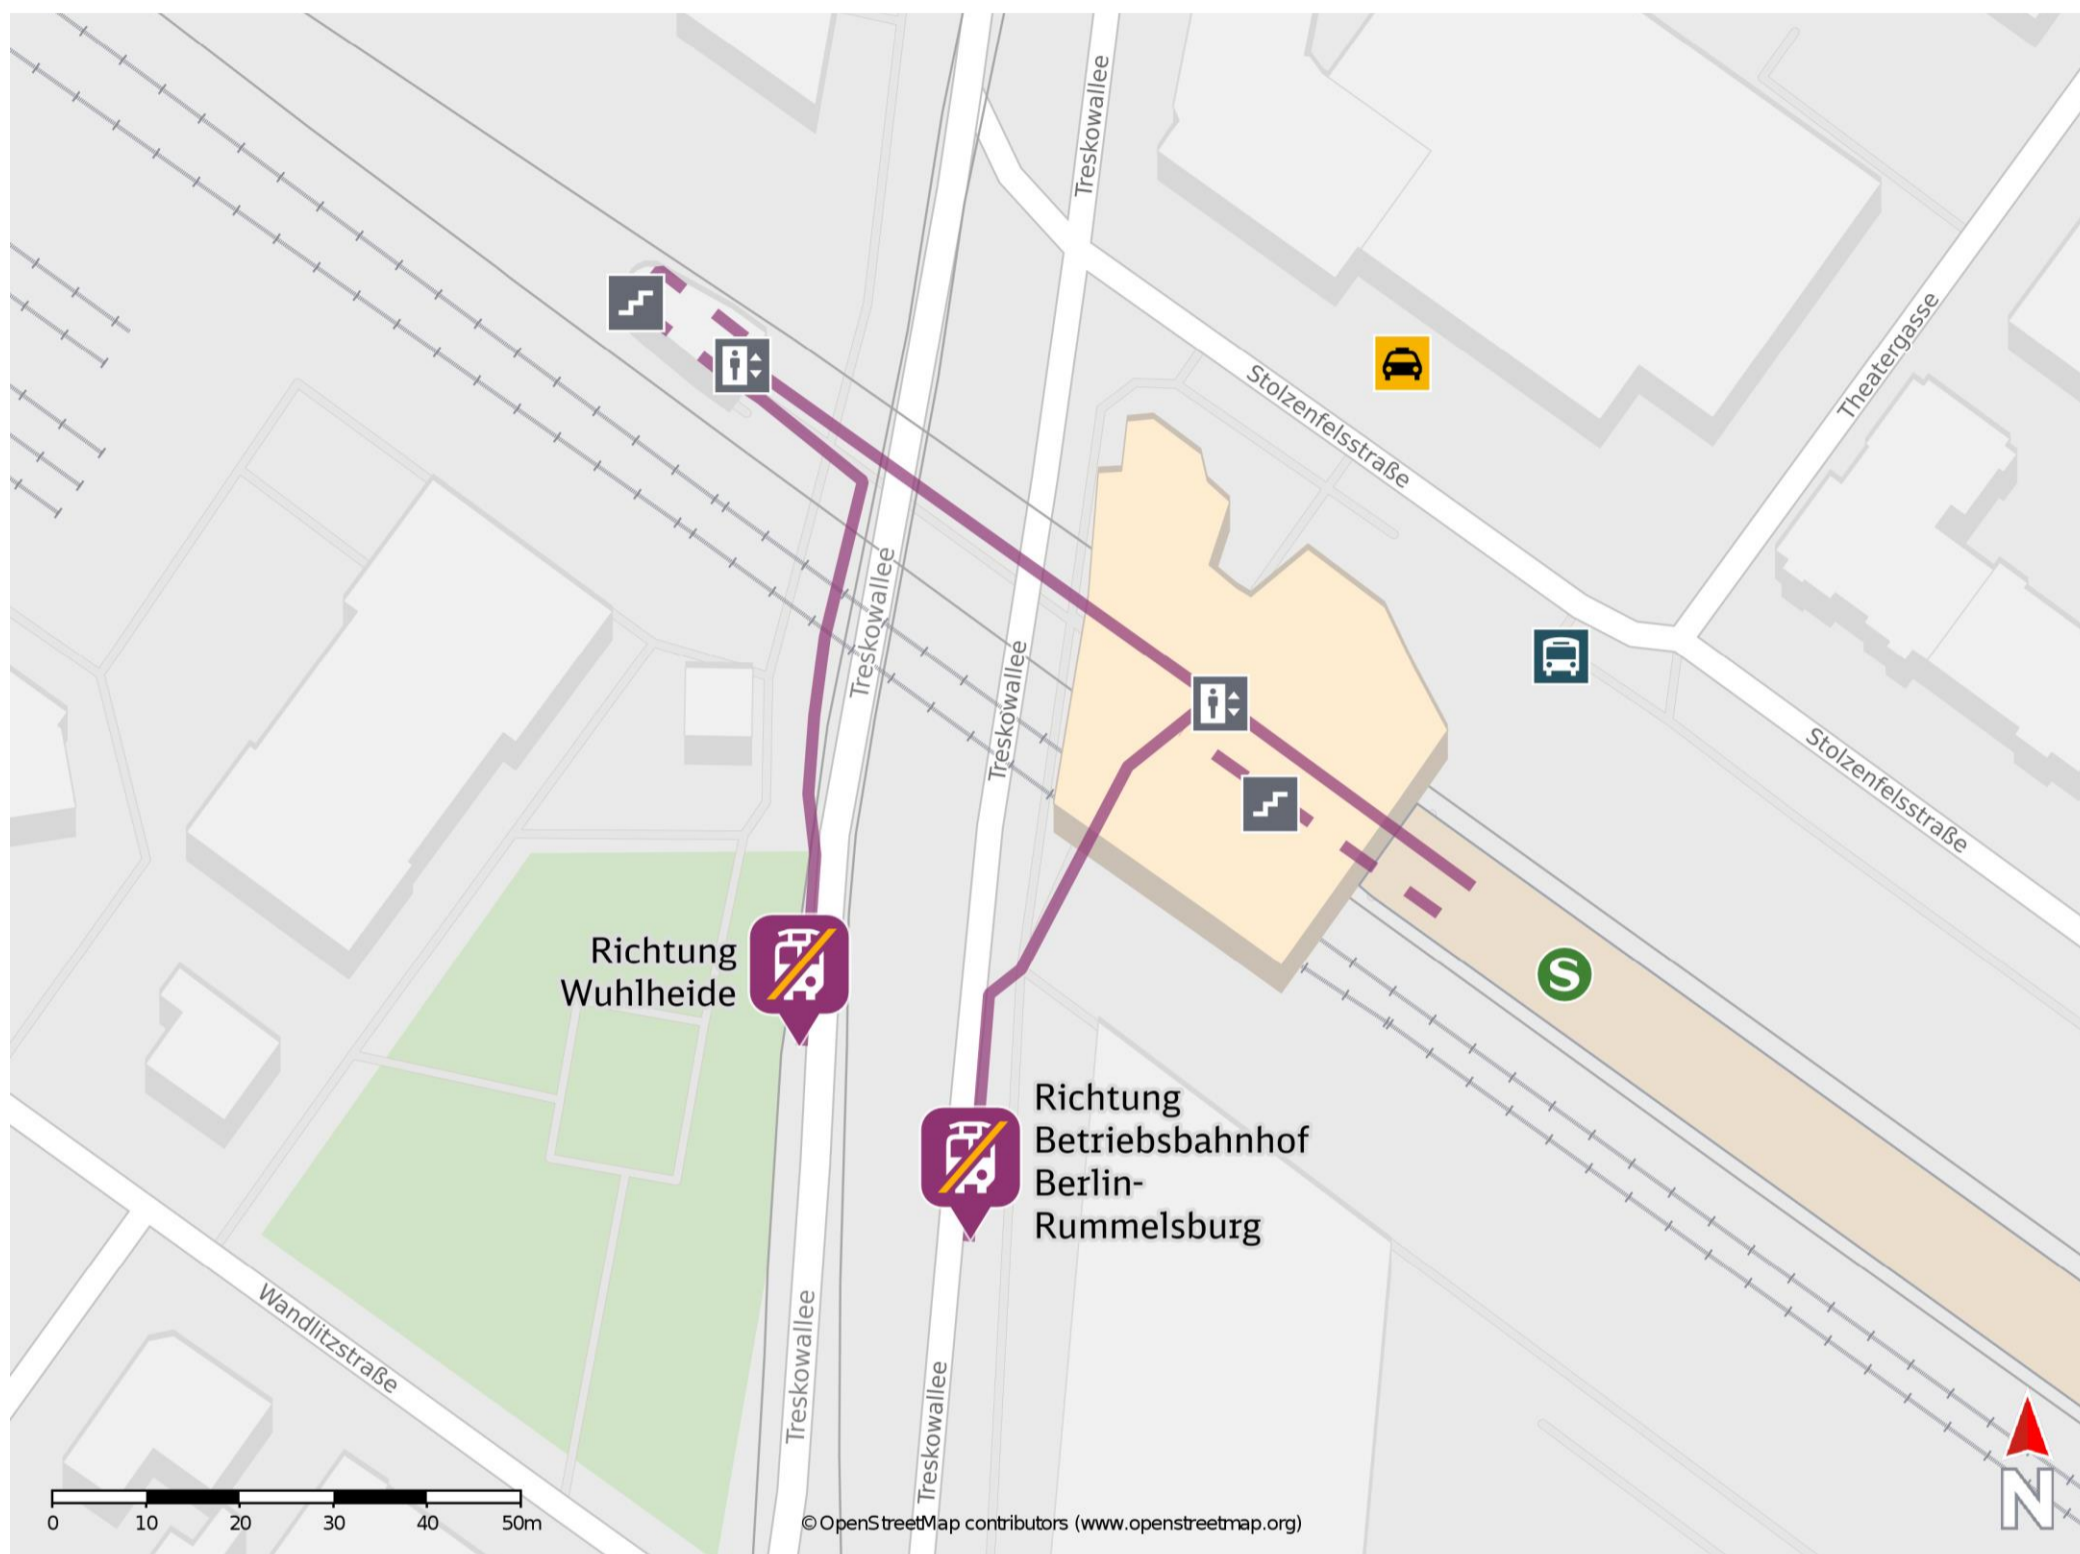 Treskowallee
Stolzenfelsstraße
Theatergasse
Treskowallee
Treskowallee
Stolzenfelsstraße
S
Richtung
Wuhlheide
Richtung
Betriebsbahnhof
Berlin-
Rummelsburg
Wandlitzstraße
Treskowallee
Treskowallee
N
0 10 20 30 40 50m
© OpenStreetMap contributors (www.openstreetmap.org)